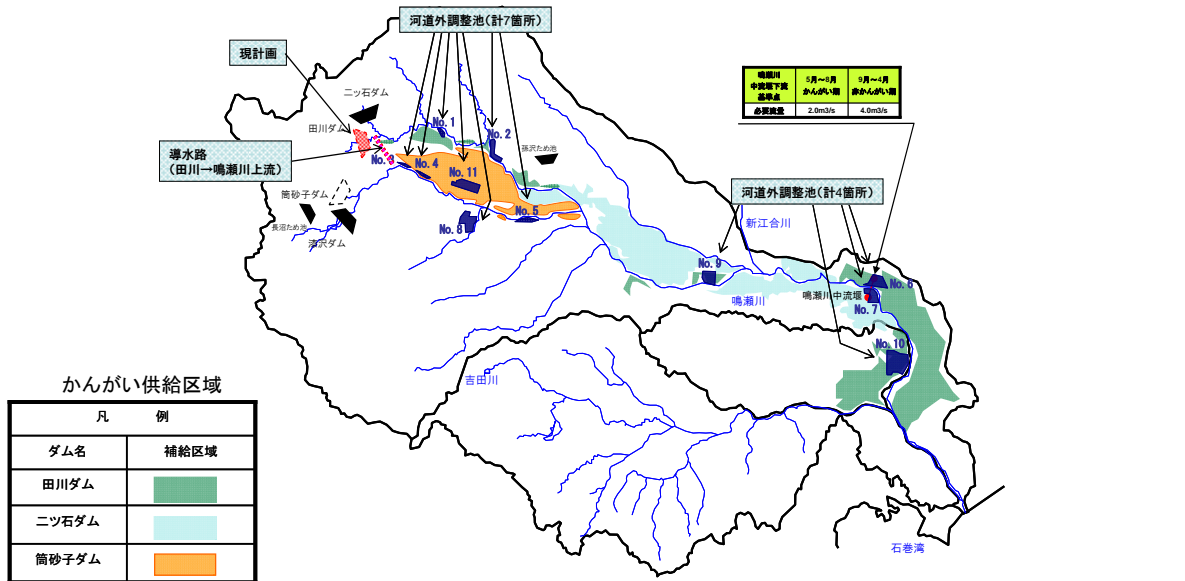 河道外調整池(計7箇所)
現計画
二ツ石ダム
田川ダム
導水路
(田川→鳴瀬川上流)
筒砂子ダム
長沼ため池
漆沢ダム
No.1
No.2
孫沢ため池
No.4
No.11
No.5
No.8
鳴瀬川
中流堰下流
基準点
5月~8月
かんがい期
9月~4月
非かんがい期
必要流量
2.0m3/s
4.0m3/s
河道外調整池(計4箇所)
新江合川
No.9
No.6
鳴瀬川中流堰
No.7
鳴瀬川
No.10
吉田川
石巻湾
かんがい供給区域
凡 例
ダム名 補給区域
田川ダム
二ツ石ダム
筒砂子ダム